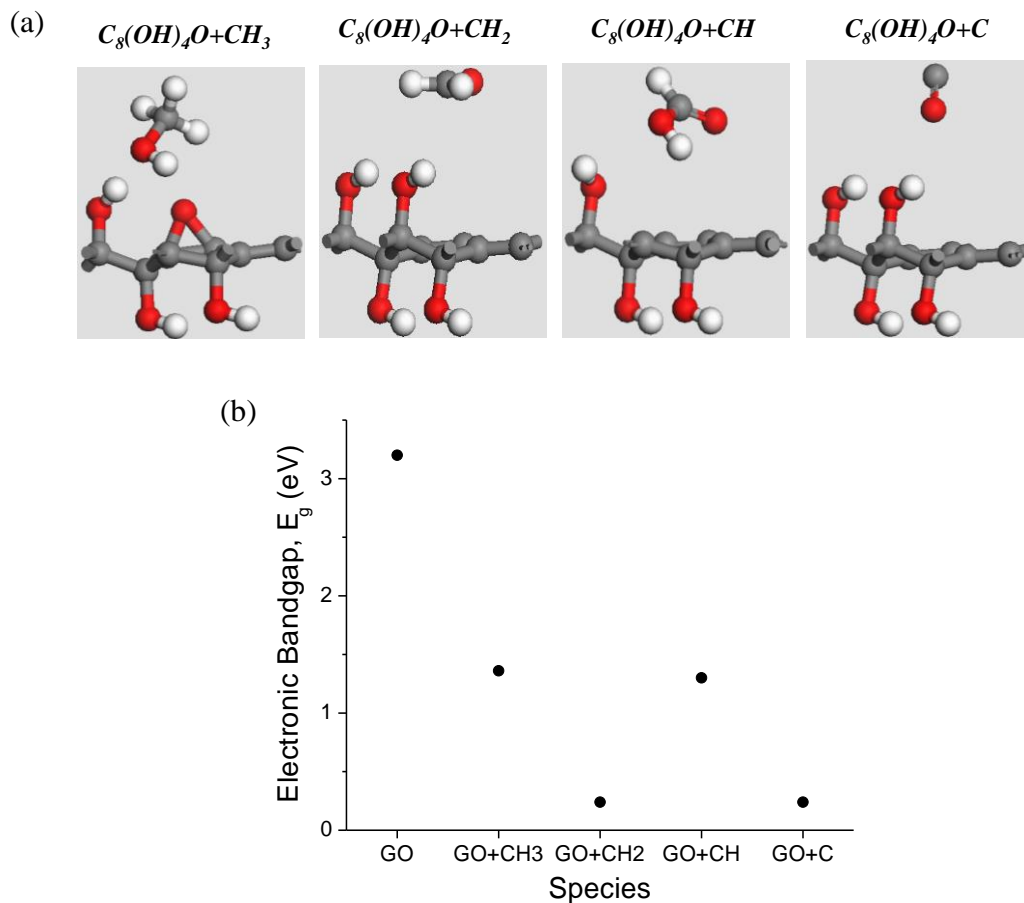 (a)
C₈(OH)₄O+CH₃ C₈(OH)₄O+CH₂ C₈(OH)₄O+CH C₈(OH)₄O+C
(b)
Electronic Bandgap, E_g (eV)
3
2
1
0
GO GO+CH3 GO+CH2 GO+CH GO+C
Species